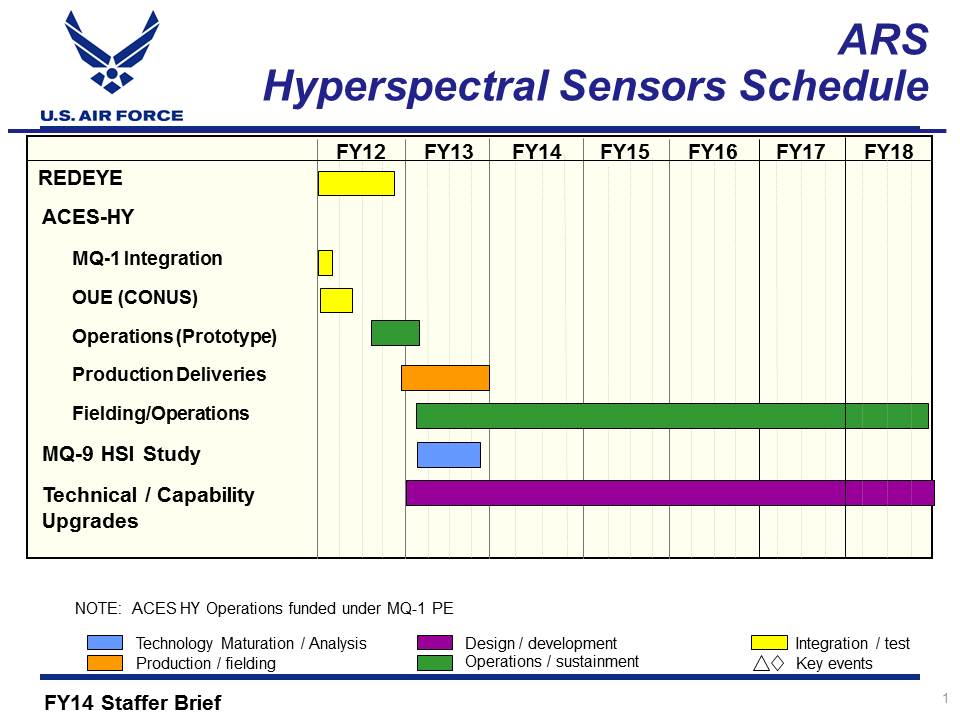 ARS
Hyperspectral Sensors Schedule
U.S. AIR FORCE
FY12 FY13 FY14 FY15 FY16 FY17 FY18
REDEYE
ACES-HY
MQ-1 Integration
OUE (CONUS)
Operations (Prototype)
Production Deliveries
Fielding/Operations
MQ-9 HSI Study
Technical / Capability
Upgrades
NOTE: ACES HY Operations funded under MQ-1 PE
Technology Maturation / Analysis Design / development Integration / test
Production / fielding Operations / sustainment Key events
FY14 Staffer Brief 1